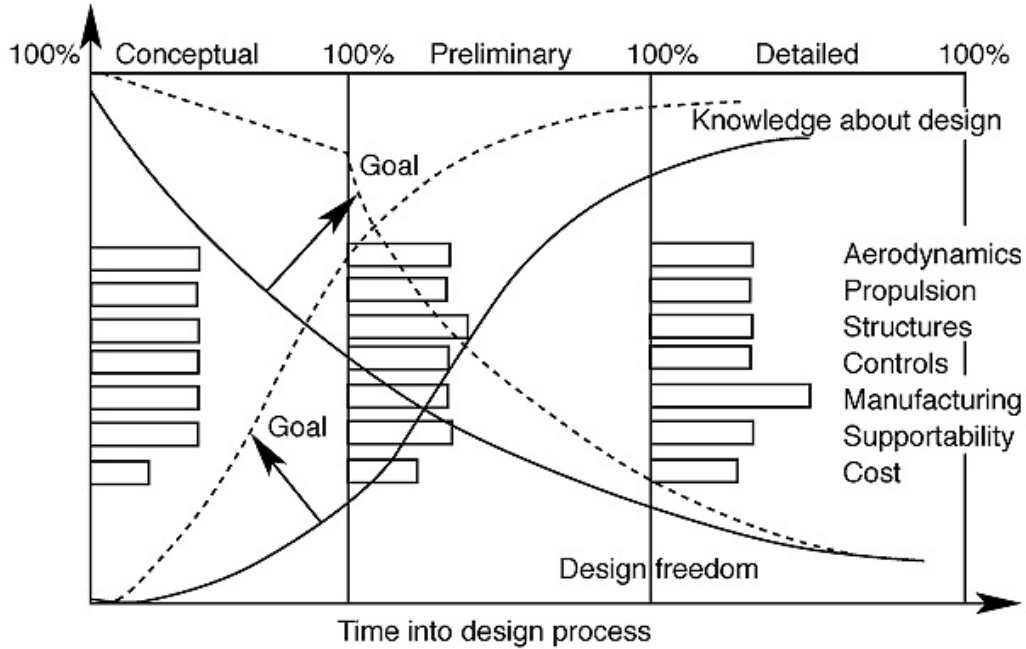 100% Conceptual 100% Preliminary 100% Detailed 100%
Knowledge about design
Goal
Aerodynamics
Propulsion
Structures
Controls
Manufacturing
Goal
Supportability
Cost
Design freedom
Time into design process